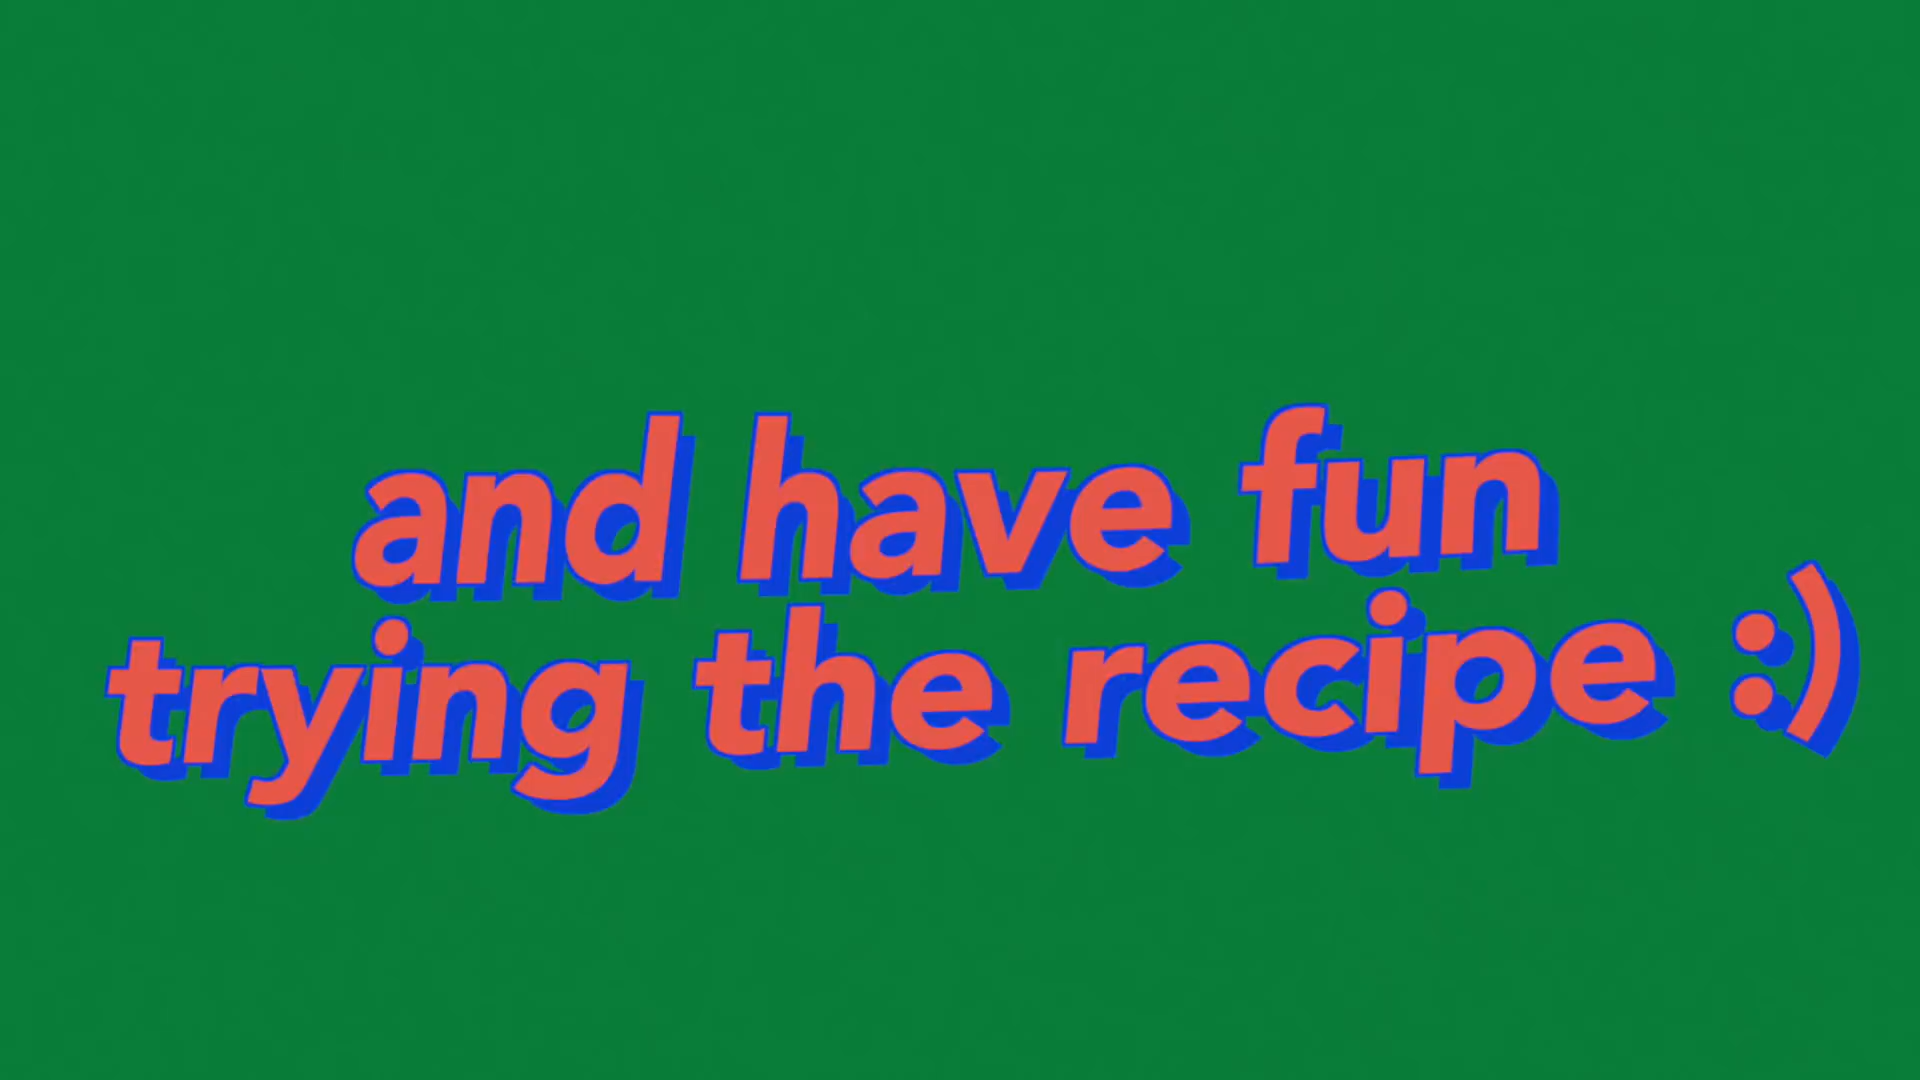 and have fun
trying the recipe :)